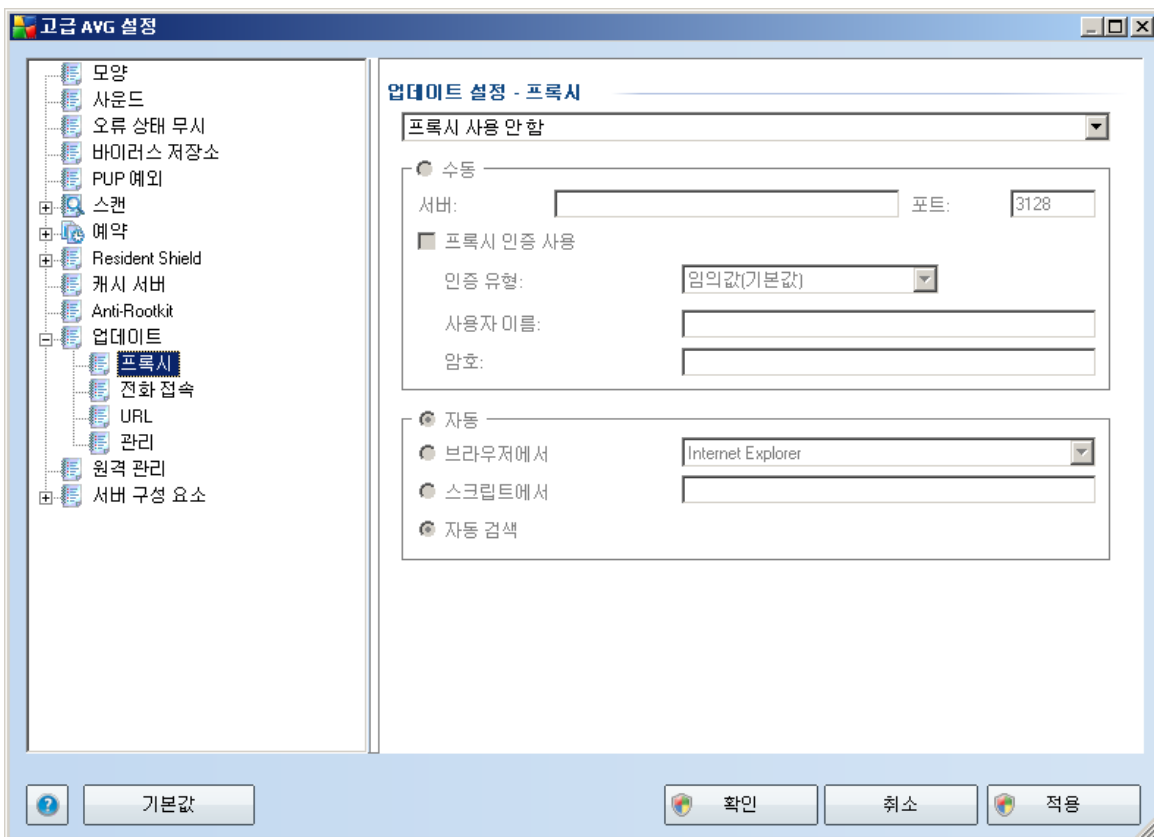 고급 AVG 설정
모양
사운드
오류 상태 무시
바이러스 저장소
PUP 예외
스캔
예약
Resident Shield
캐시 서버
Anti-Rootkit
업데이트
프록시
전화 접속
URL
관리
원격 관리
서버 구성 요소
업데이트 설정 - 프록시
프록시 사용 안 함
수동
서버: 포트: 3128
프록시 인증 사용
인증 유형: 임의값(기본값)
사용자 이름:
암호:
자동
브라우저에서 Internet Explorer
스크립트에서
자동 검색
기본값 확인 취소 적용